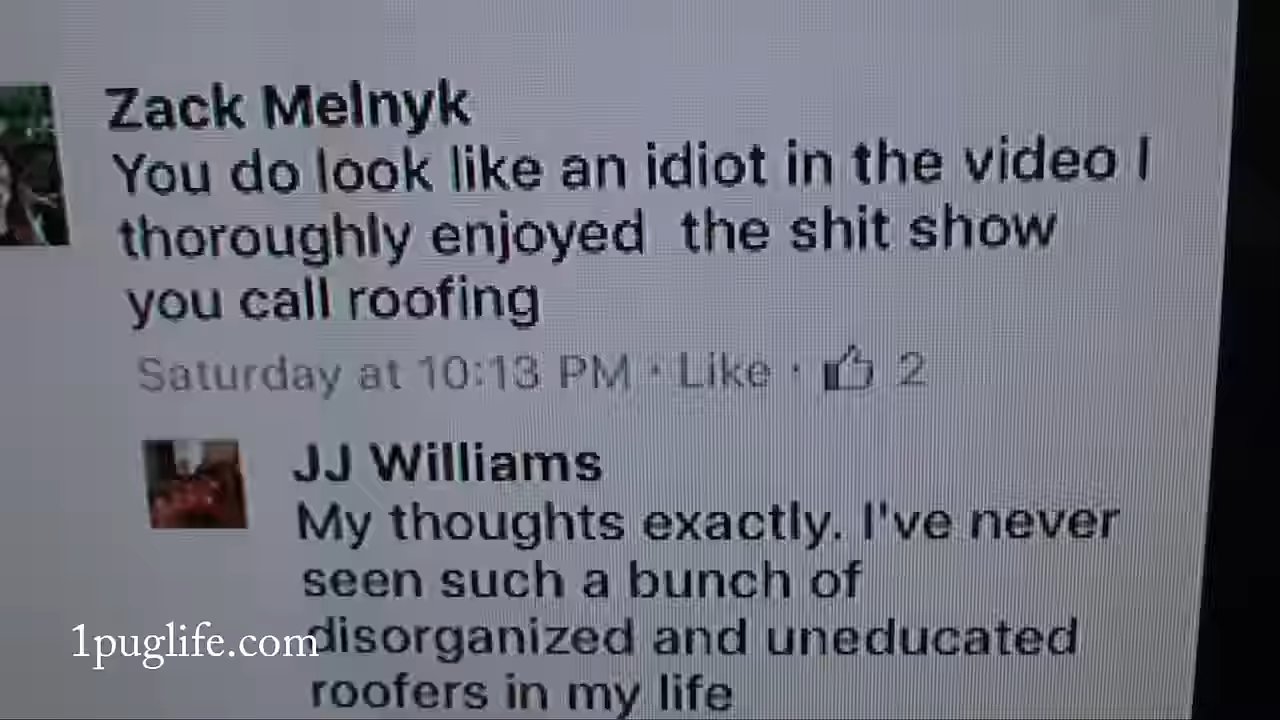 Zack Melnyk
You do look like an idiot in the video I
thoroughly enjoyed  the shit show
you call roofing
Saturday at 10:13 PM · Like · 2
JJ Williams
My thoughts exactly. I've never
seen such a bunch of
disorganized and uneducated
roofers in my life
1puglife.com